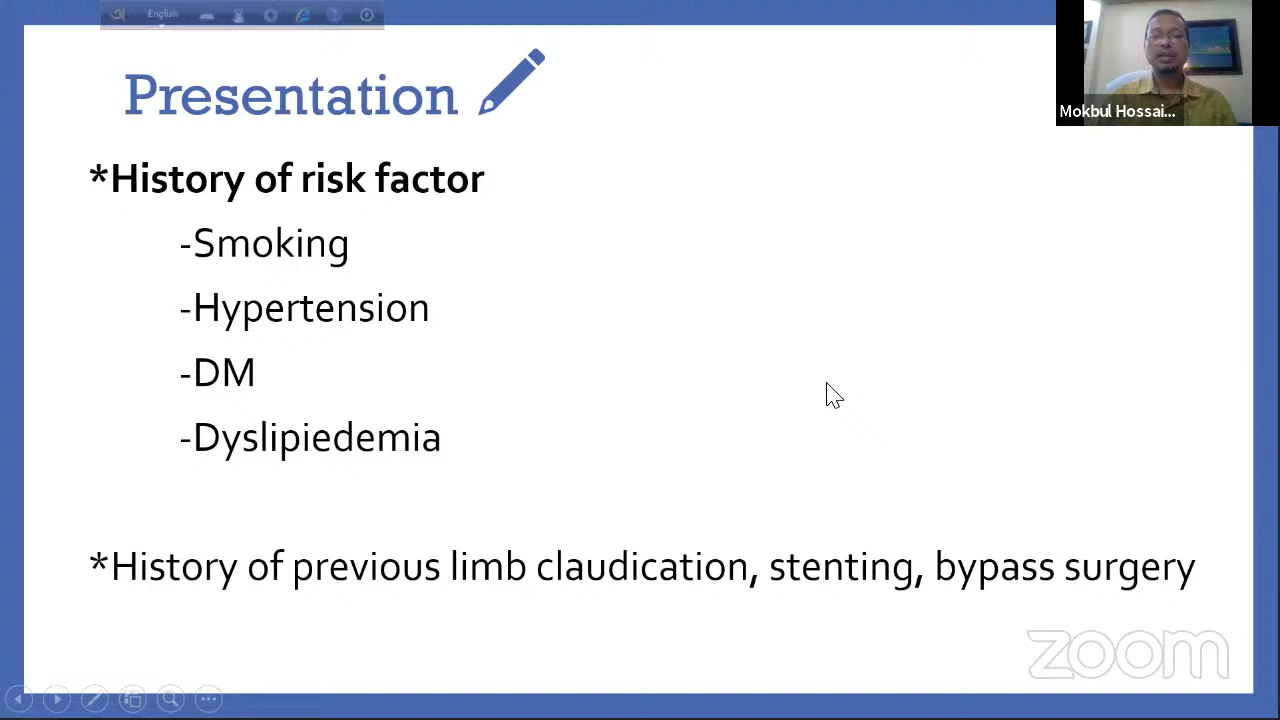 অ English
Presentation
Mokbul Hossai...
*History of risk factor
-Smoking
-Hypertension
-DM
-Dyslipiedemia
*History of previous limb claudication, stenting, bypass surgery
zoom